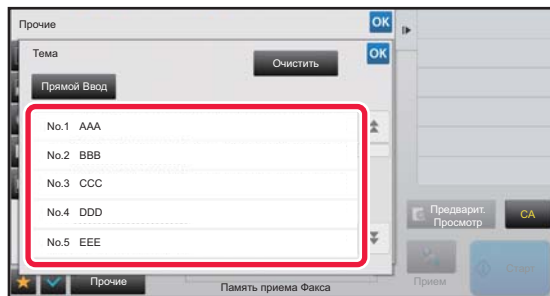 Прочие
OK
Тема
Очистить
OK
Прямой Ввод
No.1 AAA
No.2 BBB
No.3 CCC
No.4 DDD
No.5 EEE
Предварит.
Просмотр
CA
Прочие
Память приема Факса
Прием
Старт